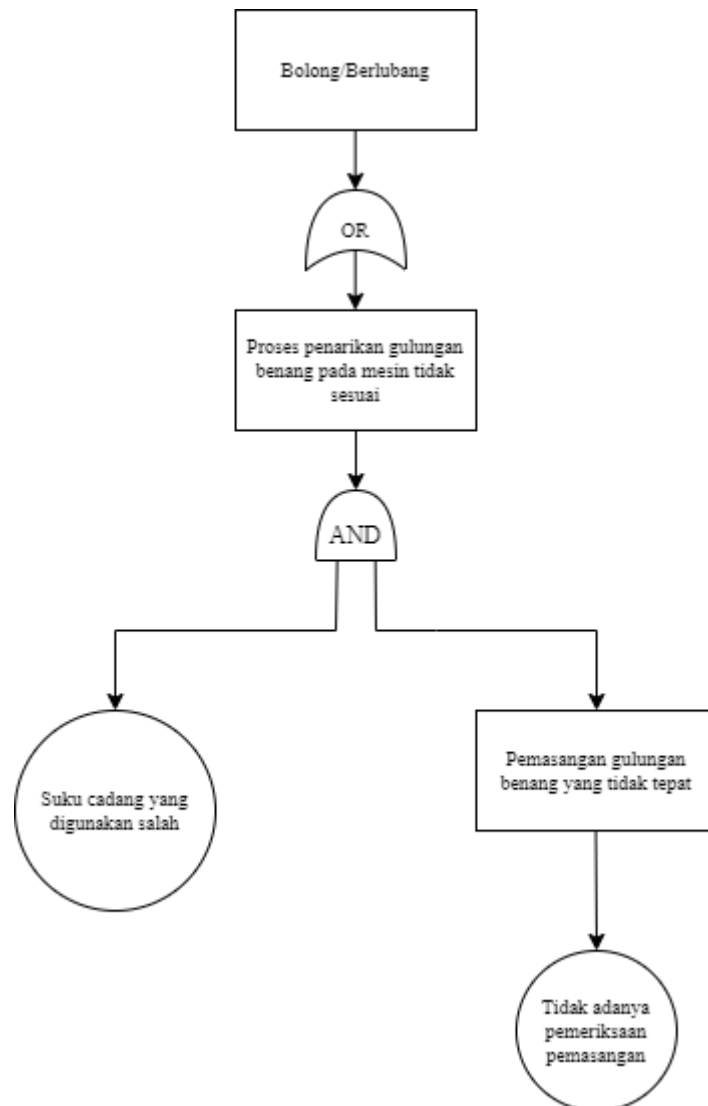 Bolong/Berlubang
OR
Proses penarikan gulungan
benang pada mesin tidak
sesuai
AND
Suku cadang yang
digunakan salah
Pemasangan gulungan
benang yang tidak tepat
Tidak adanya
pemeriksaan
pemasangan